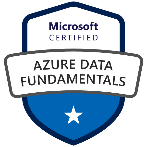 Microsoft
CERTIFIED
AZURE DATA
FUNDAMENTALS